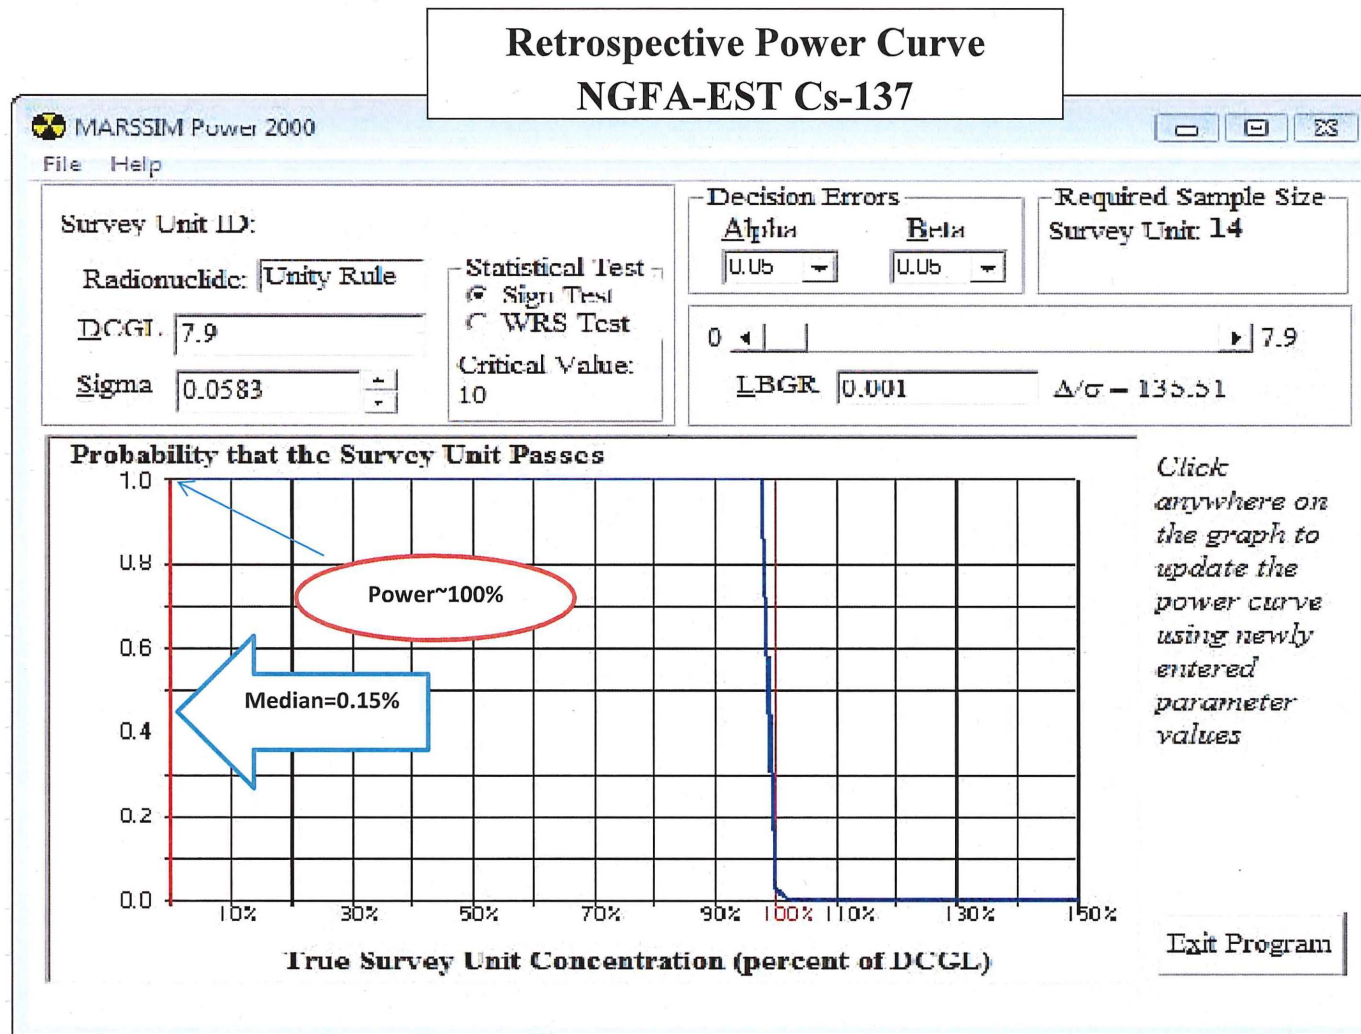 Retrospective Power Curve
NGFA-EST Cs-137
MARSSIM Power 2000
File Help
Survey Unit ID:
Radionuclide: Unity Rule
DCGL 7.9
Sigma 0.0583
Statistical Test
Sign Test
WRS Test
Critical Value:
10
Decision Errors
Alpha Beta
0.05 0.05
Required Sample Size
Survey Unit: 14
0 7.9
LBGR 0.001 Δ/σ = 135.51
Probability that the Survey Unit Passes
1.0
0.8
0.6
0.4
0.2
0.0
Power~100%
Median=0.15%
10% 30% 50% 70% 90% 100% 110% 130% 150%
True Survey Unit Concentration (percent of DCGL)
Click
anywhere on
the graph to
update the
power curve
using newly
entered
parameter
values
Exit Program